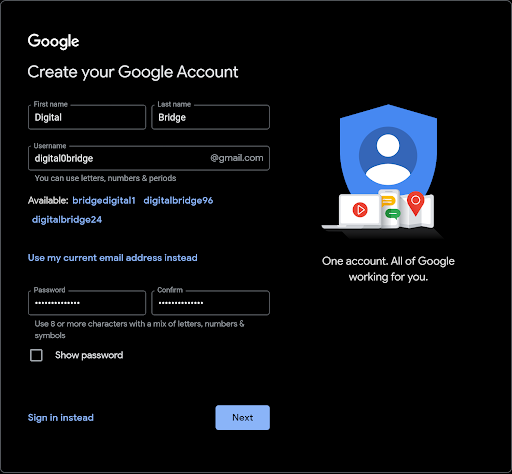 Google
Create your Google Account
First name
Last name
Digital
Bridge
Username
digital0bridge
@gmail.com
You can use letters, numbers & periods
Available: bridgedigital1 digitalbridge96
digitalbridge24
Use my current email address instead
Password
Confirm
••••••••••••••
••••••••••••••
Use 8 or more characters with a mix of letters, numbers &
symbols
Show password
Sign in instead
Next
One account. All of Google
working for you.